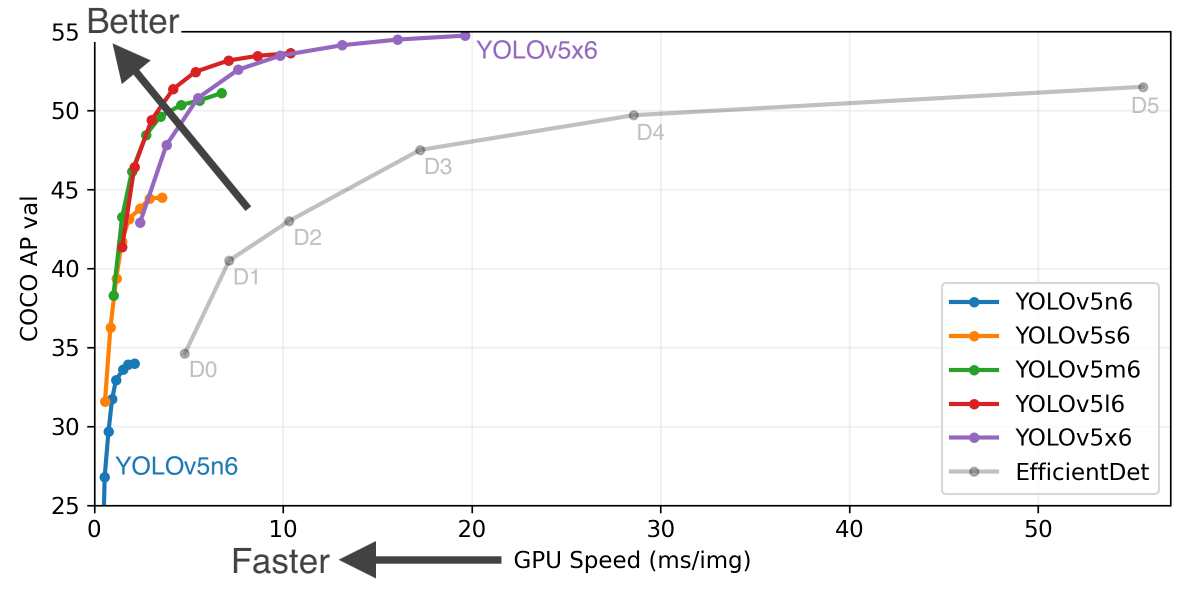 Better
55
50
45
40
35
30
25
COCO AP val
YOLOv5x6
D5
D4
D3
D2
D1
D0
YOLOv5n6
YOLOv5n6
YOLOv5s6
YOLOv5m6
YOLOv5l6
YOLOv5x6
EfficientDet
0 10 20 30 40 50
Faster
GPU Speed (ms/img)